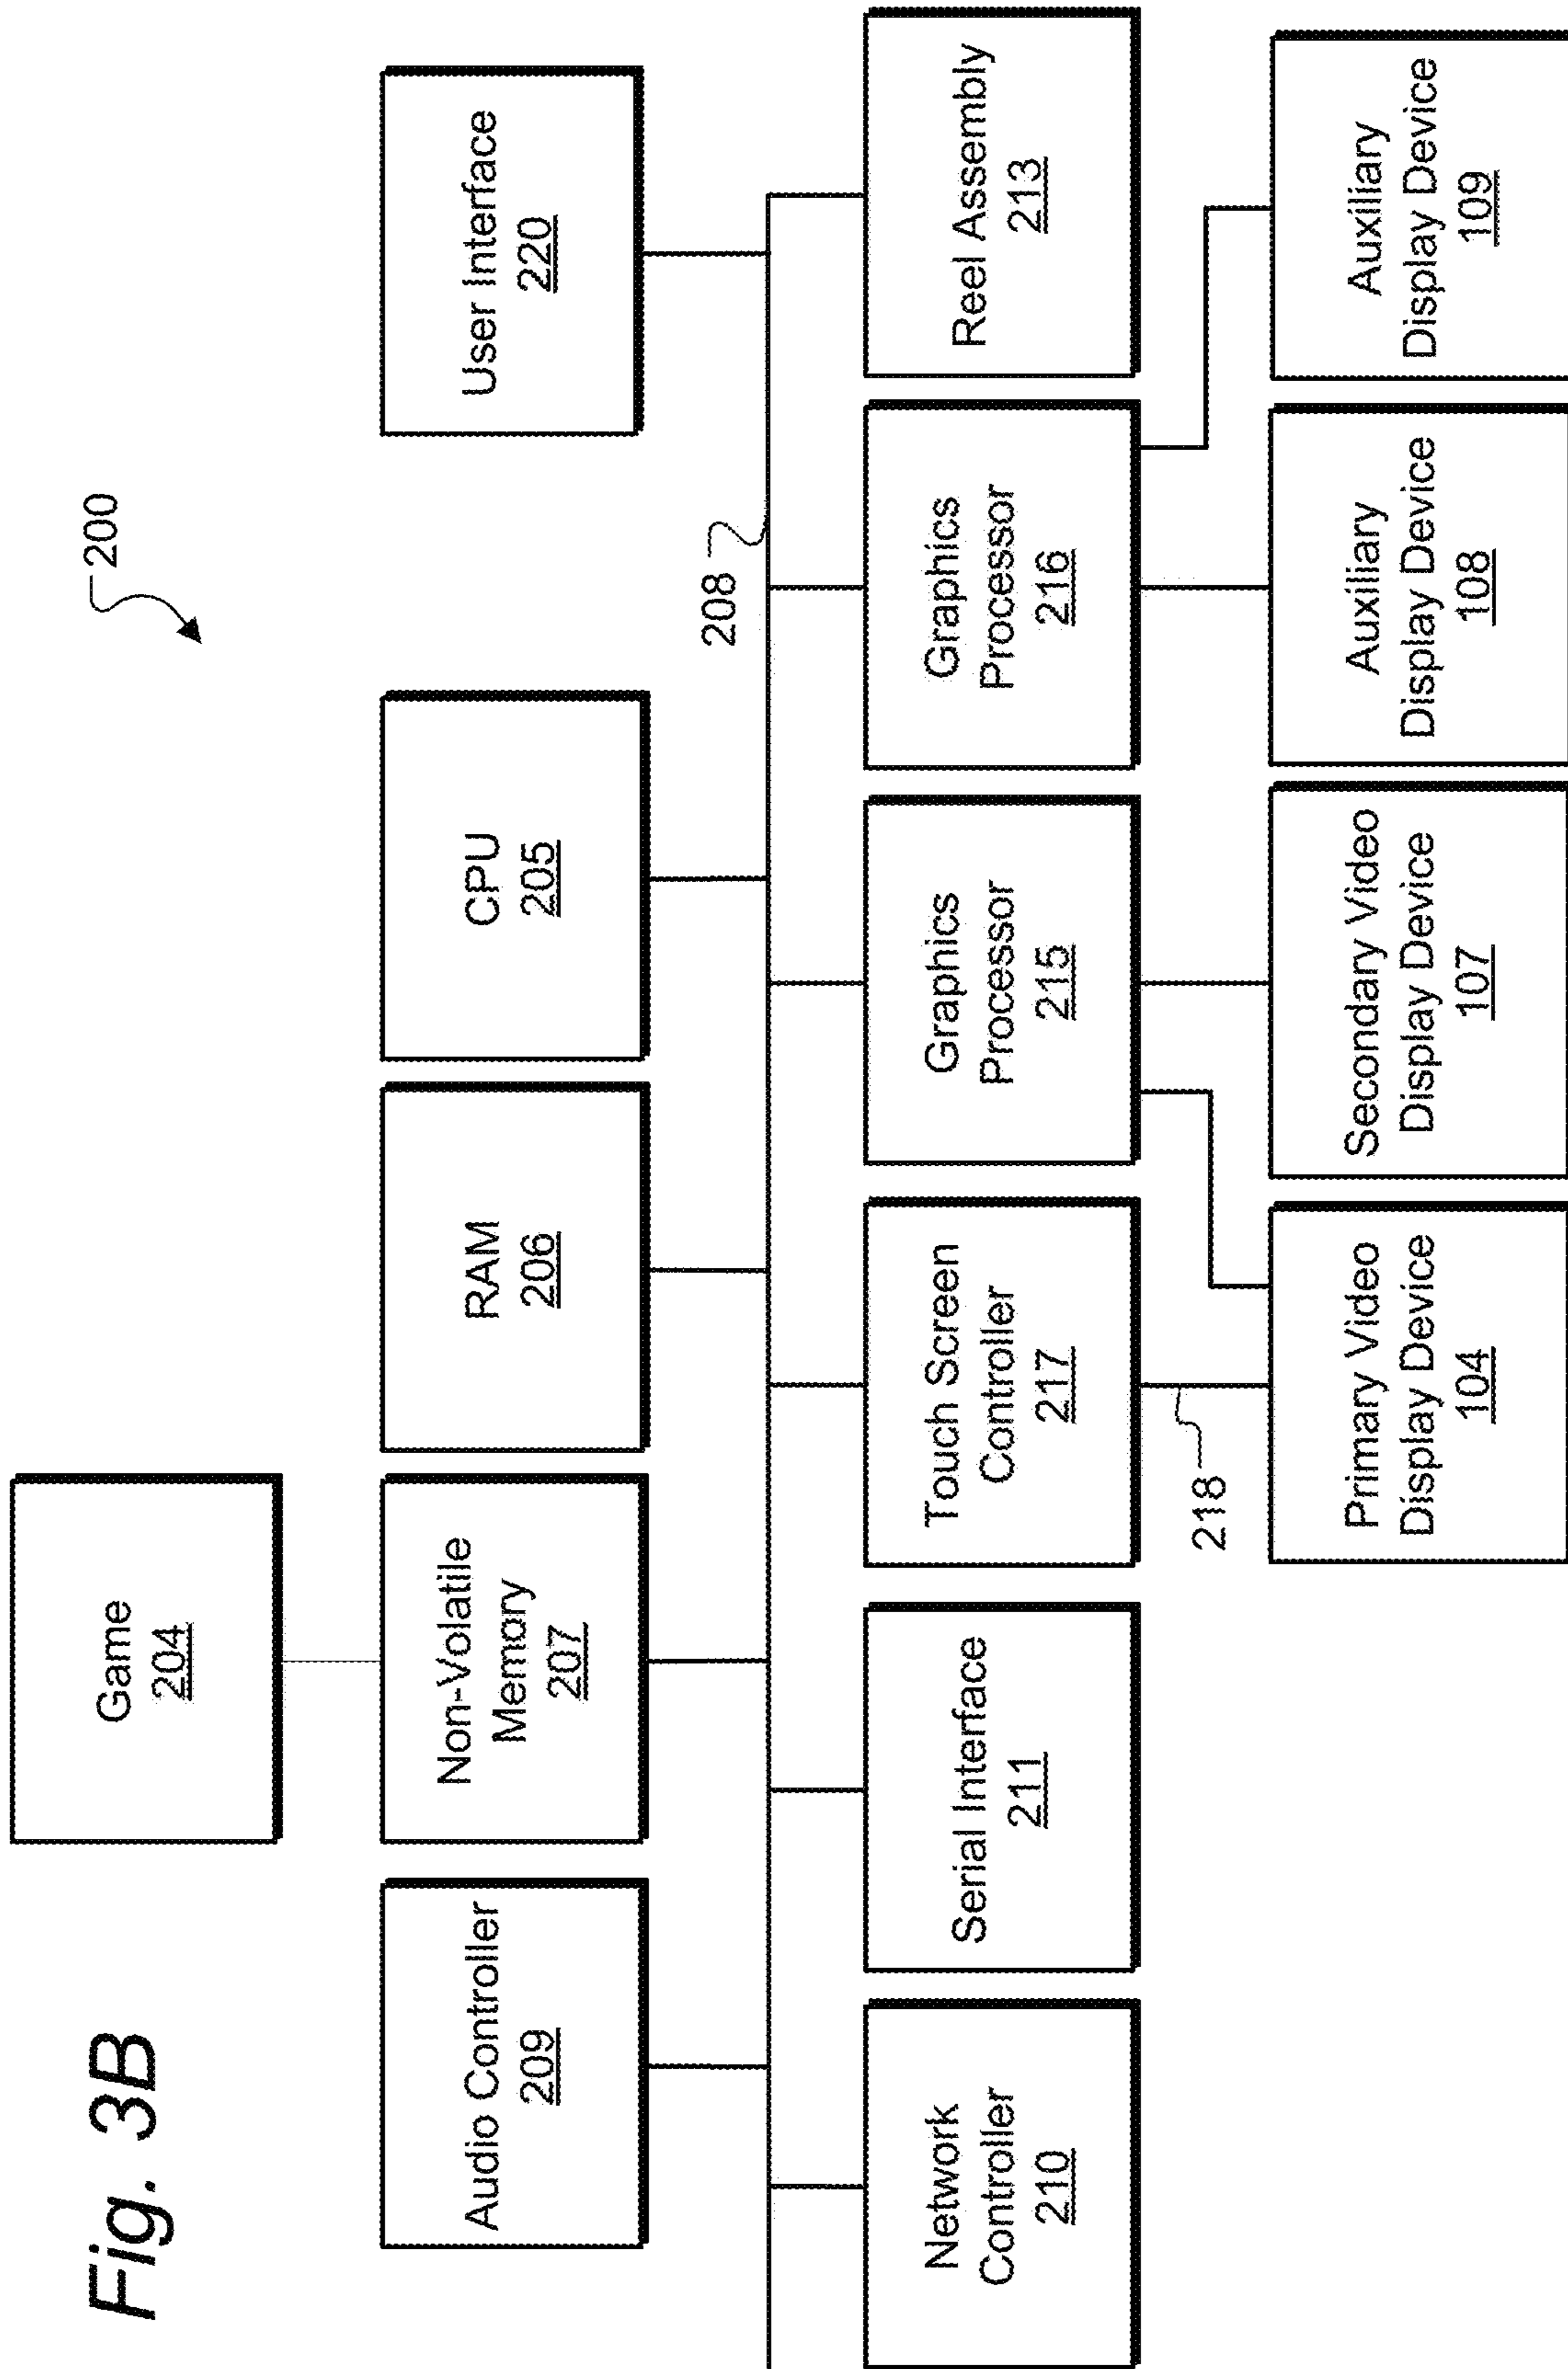 Fig. 3B
200
Game
204
Audio Controller
209
Non-Volatile
Memory
207
RAM
206
CPU
205
User Interface
220
208
Network
Controller
210
Serial Interface
211
Touch Screen
Controller
217
Graphics
Processor
215
Graphics
Processor
216
Reel Assembly
213
218
Primary Video
Display Device
104
Secondary Video
Display Device
107
Auxiliary
Display Device
108
Auxiliary
Display Device
109